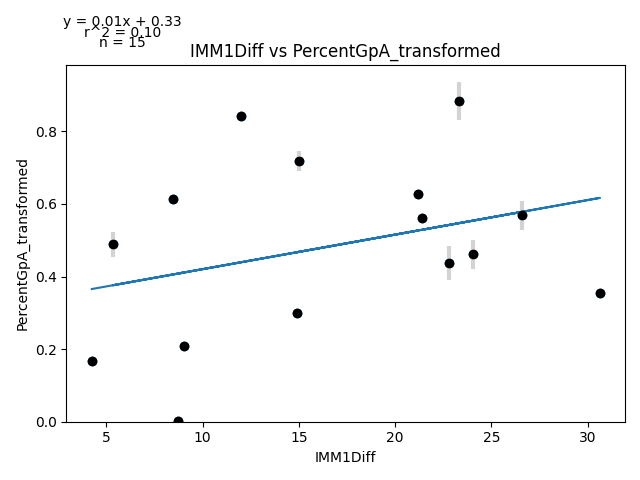 y = 0.01x + 0.33
r^2 = 0.10
n = 15
IMM1Diff vs PercentGpA_transformed
PercentGpA_transformed
0.8
0.6
0.4
0.2
0.0
5 10 15 20 25 30
IMM1Diff